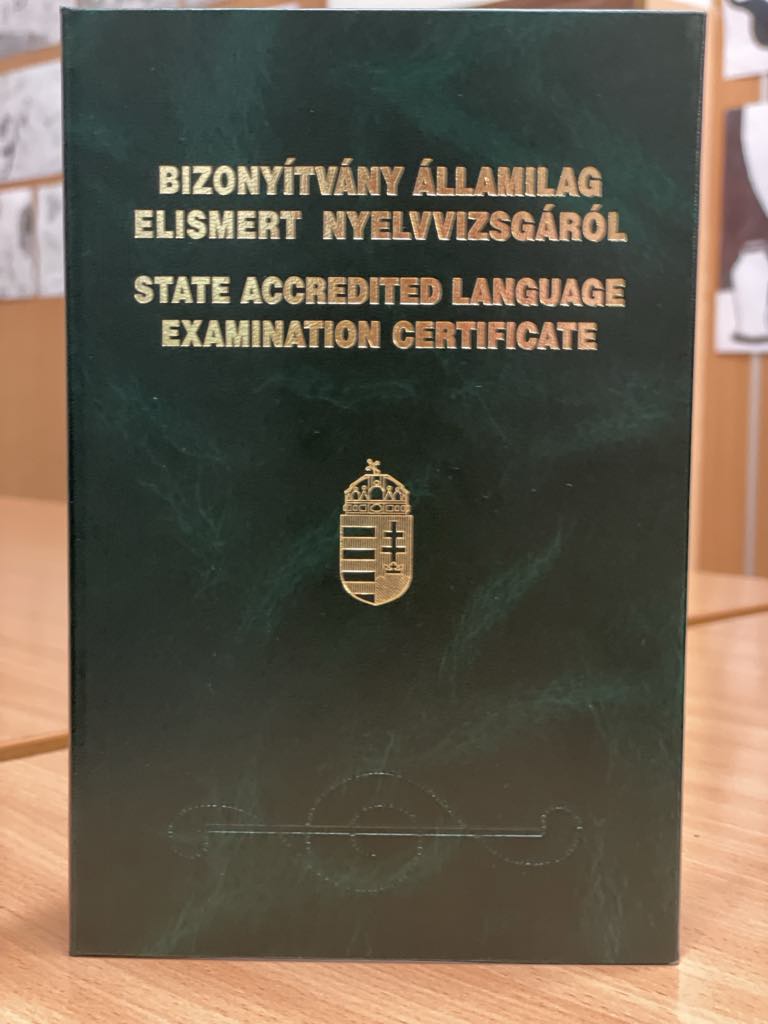 BIZONYÍTVÁNY ÁLLAMILAG
ELISMERT NYELVVIZSGÁRÓL
STATE ACCREDITED LANGUAGE
EXAMINATION CERTIFICATE